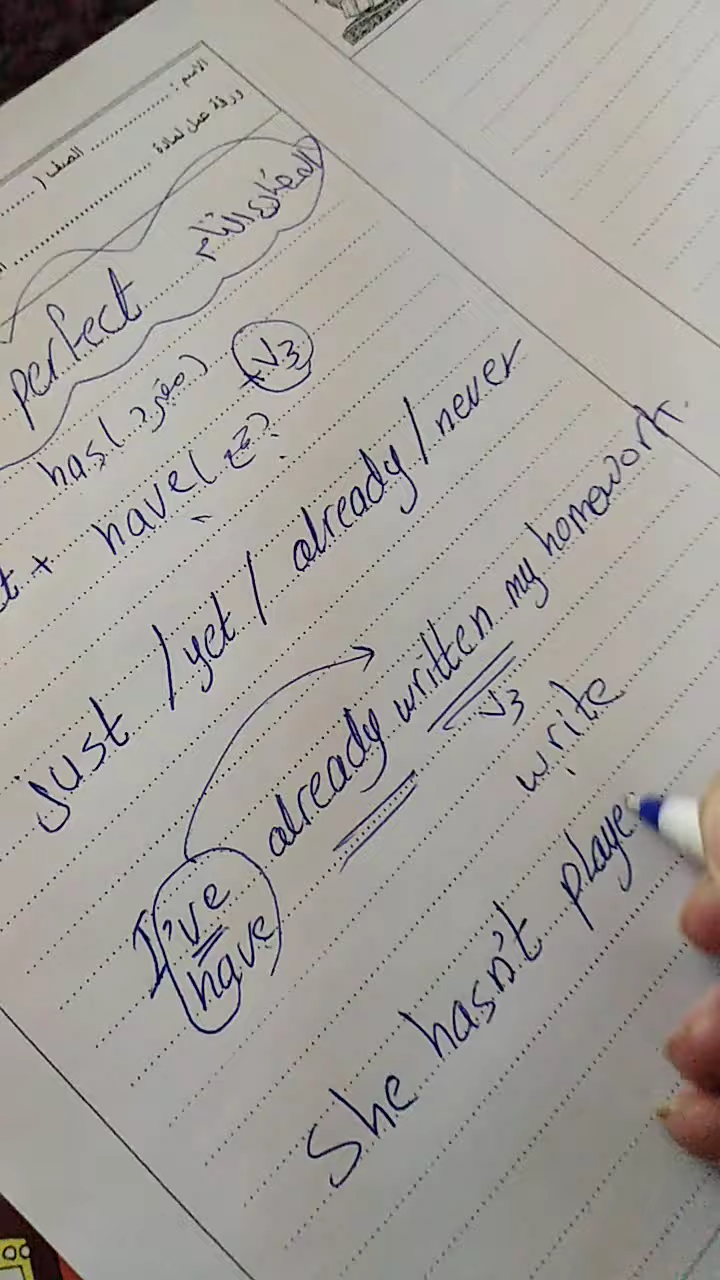 الاسم : ................
ورقة عمل لمادة ................ الصف (
perfect المضارع التام
has( مفرد) +V3
t + have( جمع)
just / yet / already / never
I've already written my homework.
have V3
write
She hasn't playe